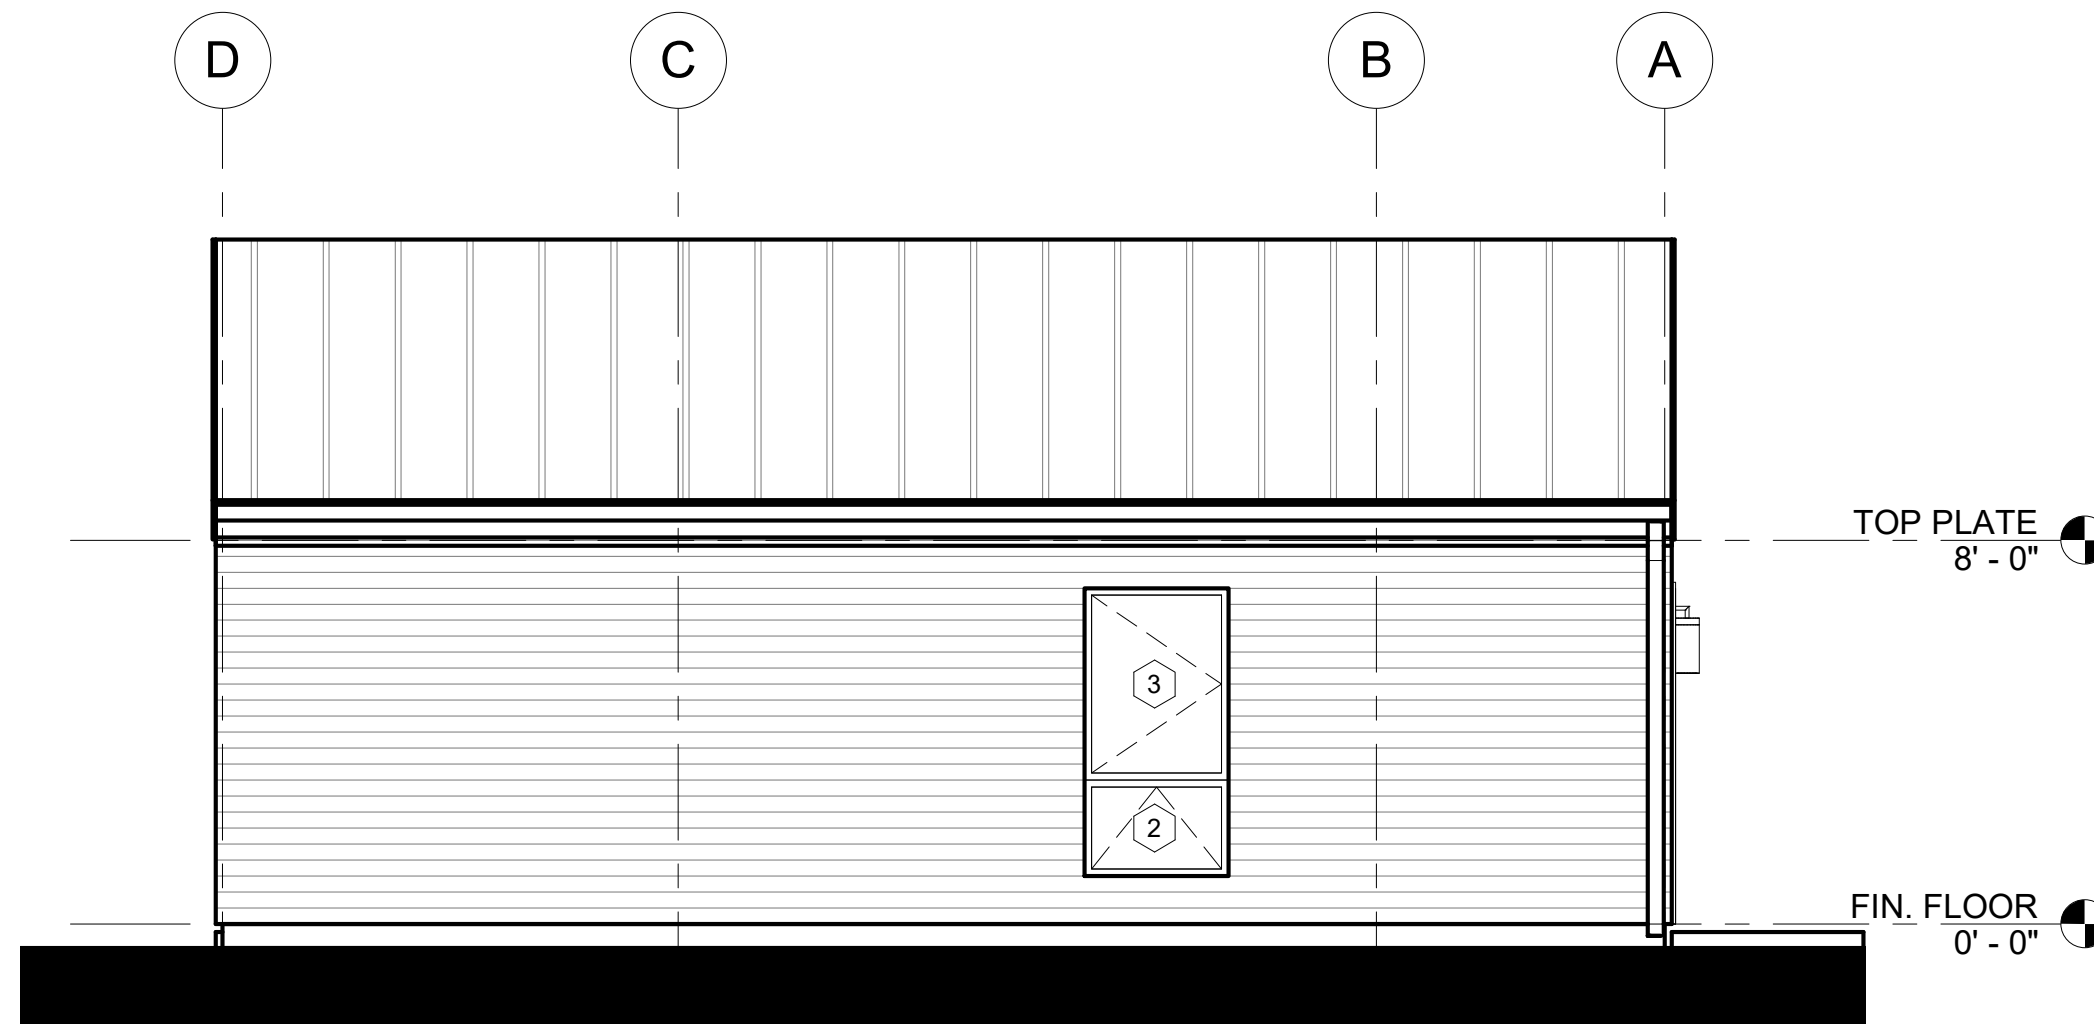 D
C
B
A
TOP PLATE
8' - 0"
3
2
FIN. FLOOR
0' - 0"